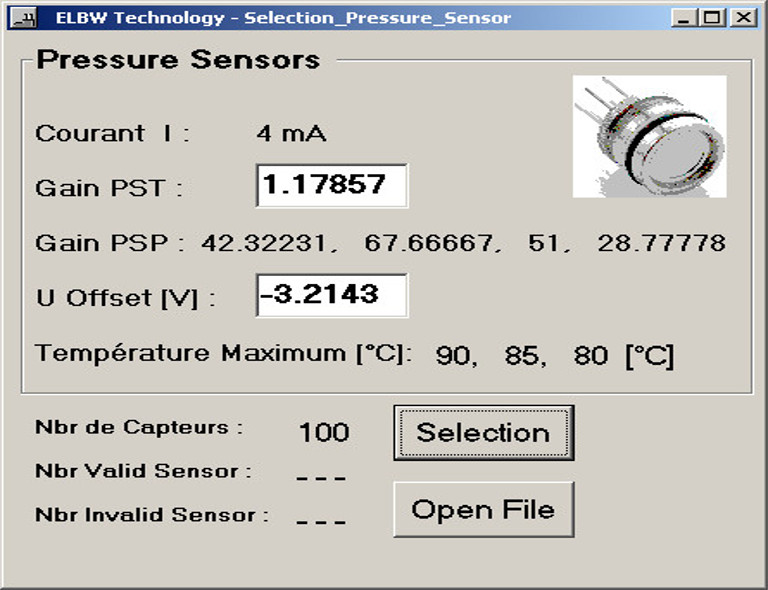 ELBW Technology - Selection_Pressure_Sensor
Pressure Sensors
Courant I : 4 mA
Gain PST : 1.17857
Gain PSP : 42.32231, 67.66667, 51, 28.77778
U Offset [V] : -3.2143
Température Maximum [°C]: 90, 85, 80 [°C]
Nbr de Capteurs : 100
Selection
Nbr Valid Sensor : ---
Nbr Invalid Sensor : ---
Open File